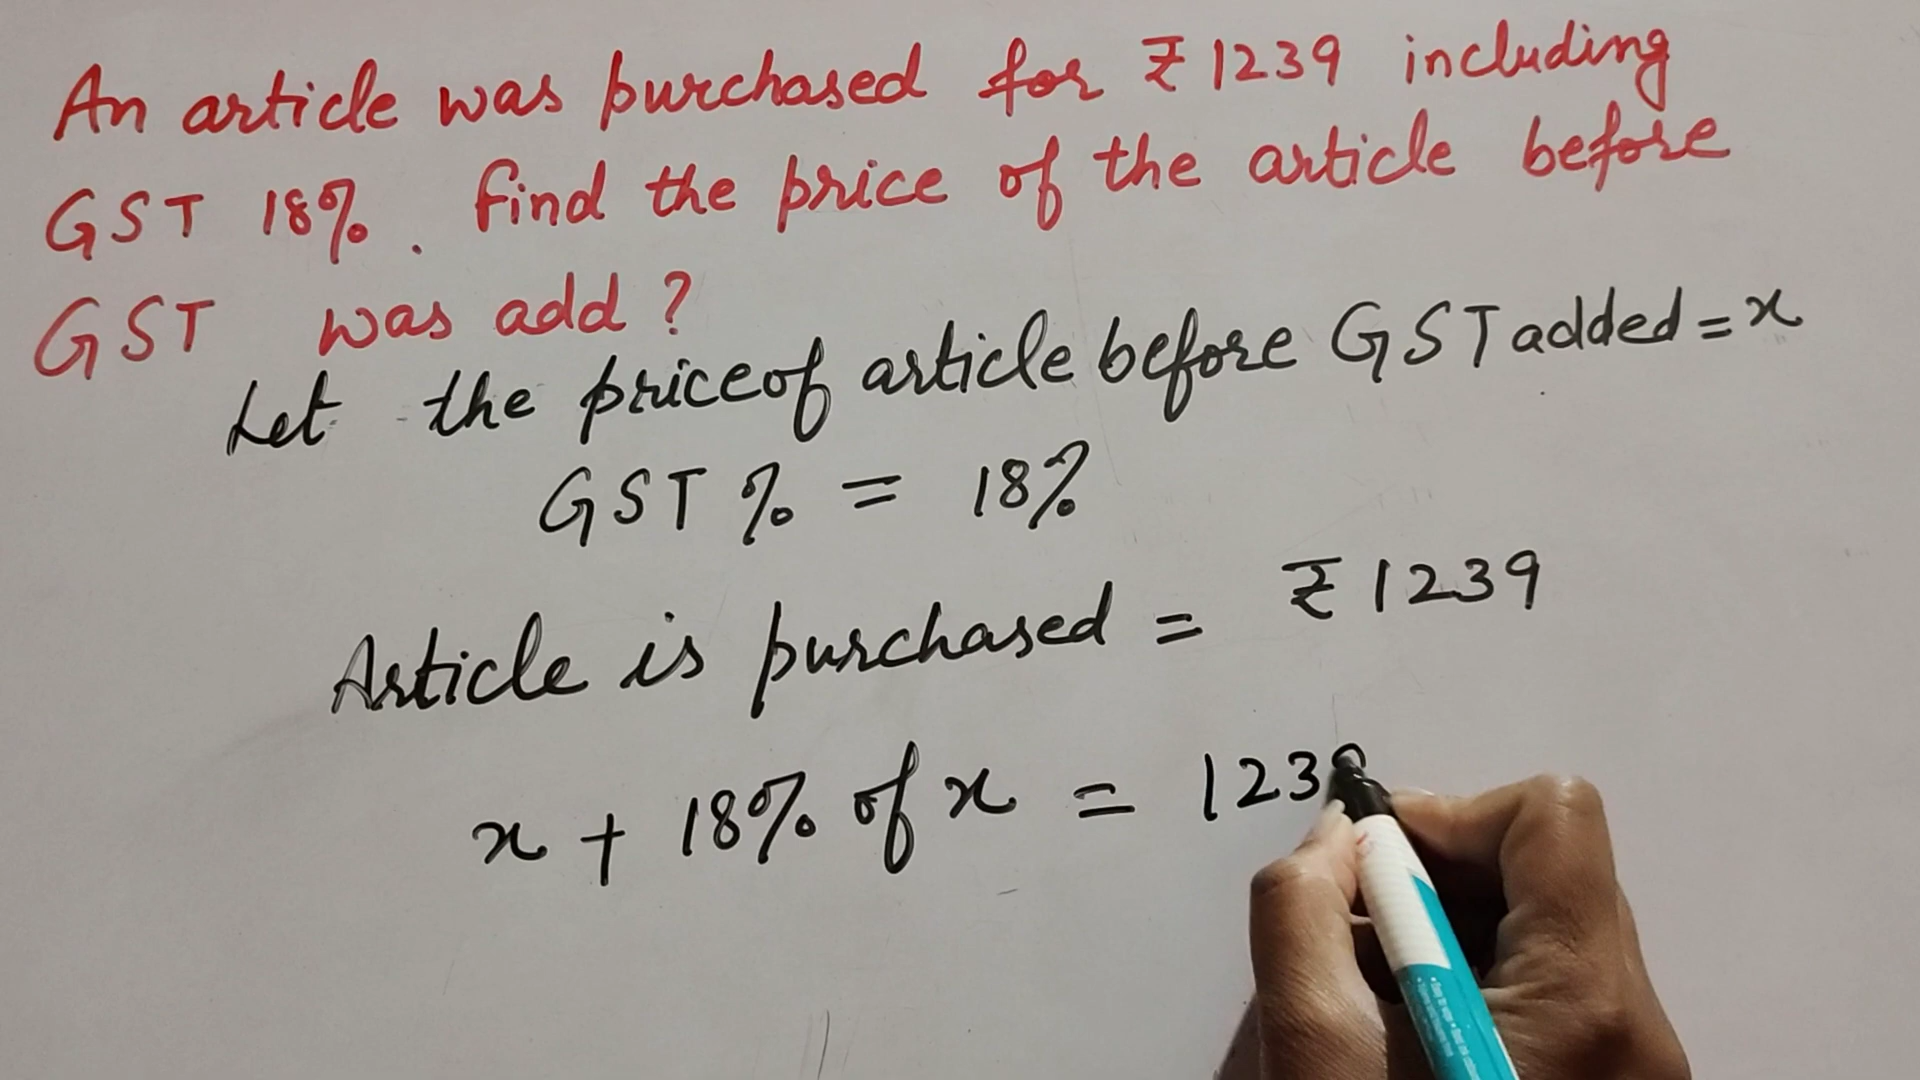 An article was purchased for ₹1239 including
GST 18%. find the price of the article before
GST was add?
Let the price of article before GST added = x
GST % = 18%
Article is purchased = ₹1239
x + 18% of x = 1239